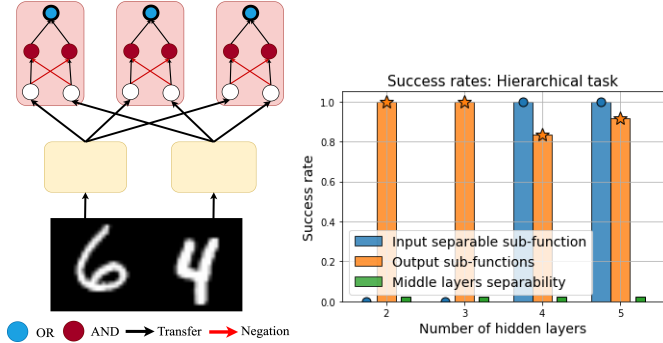 6 4
OR AND Transfer Negation
Success rates: Hierarchical task
Success rate
1.0
0.8
0.6
0.4
0.2
0.0
Input separable sub-function
Output sub-functions
Middle layers separability
2 3 4 5
Number of hidden layers